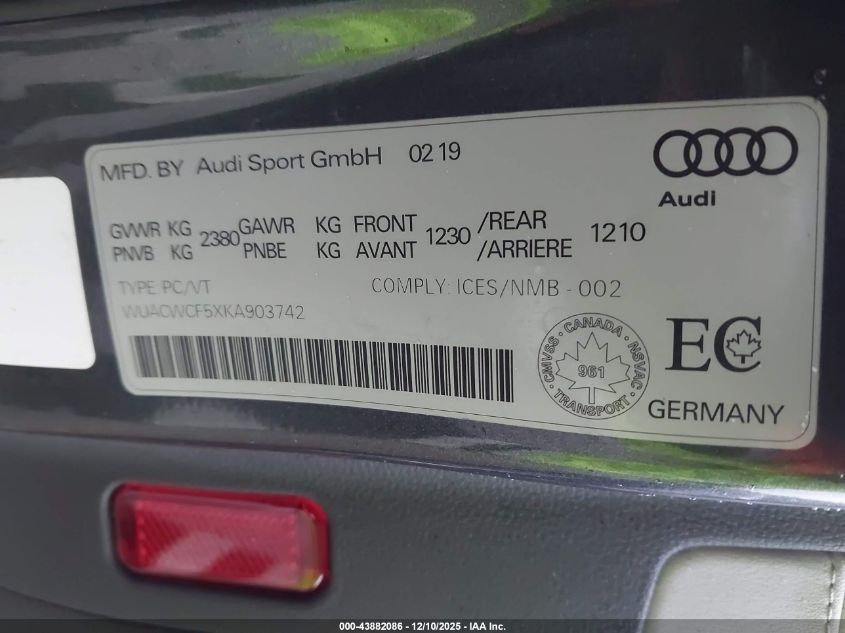 MFD. BY Audi Sport GmbH 02 19
Audi
GVWR KG 2380 GAWR KG FRONT 1230 /REAR 1210
PNVB KG PNBE KG AVANT /ARRIERE
TYPE PC/VT COMPLY: ICES/NMB - 002
WUACWCF5XKA903742
CANADA
CMVSS • NSVAC
961
TRANSPORT
EC
GERMANY
000-43882086 - 12/10/2025 - IAA Inc.